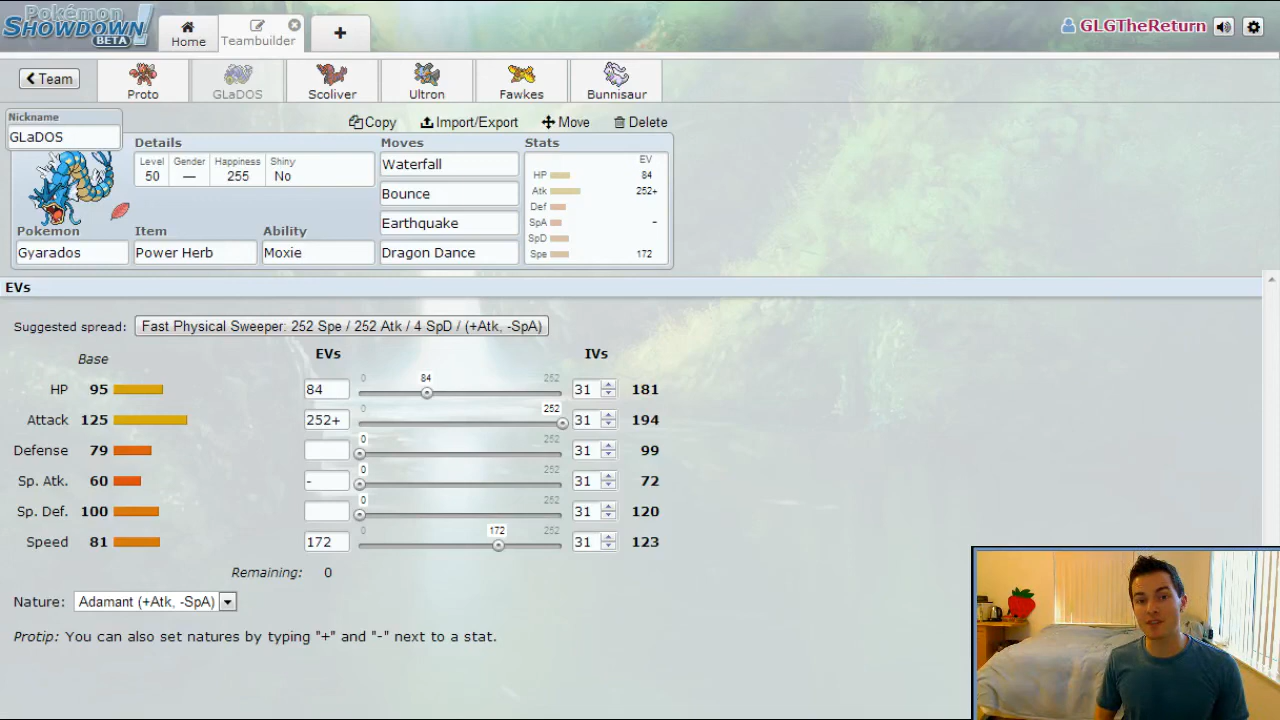 Pokémon
SHOWDOWN!
BETA
Home
Teambuilder
+
GLGTheReturn
Team
Proto
GLaDOS
Scoliver
Ultron
Fawkes
Bunnisaur
Copy
Import/Export
Move
Delete
Nickname
GLaDOS
Details
Level
50
Gender
—
Happiness
255
Shiny
No
Moves
Waterfall
Bounce
Earthquake
Dragon Dance
Stats
EV
HP 84
Atk 252+
Def
SpA -
SpD
Spe 172
Pokemon
Gyarados
Item
Power Herb
Ability
Moxie
EVs
Suggested spread: Fast Physical Sweeper: 252 Spe / 252 Atk / 4 SpD / (+Atk, -SpA)
Base EVs IVs
0 84 252
HP 95 84 31 181
0 252
Attack 125 252+ 31 194
0 252
Defense 79 31 99
0 252
Sp. Atk. 60 - 31 72
0 252
Sp. Def. 100 31 120
0 172 252
Speed 81 172 31 123
Remaining: 0
Nature: Adamant (+Atk, -SpA)
Protip: You can also set natures by typing "+" and "-" next to a stat.